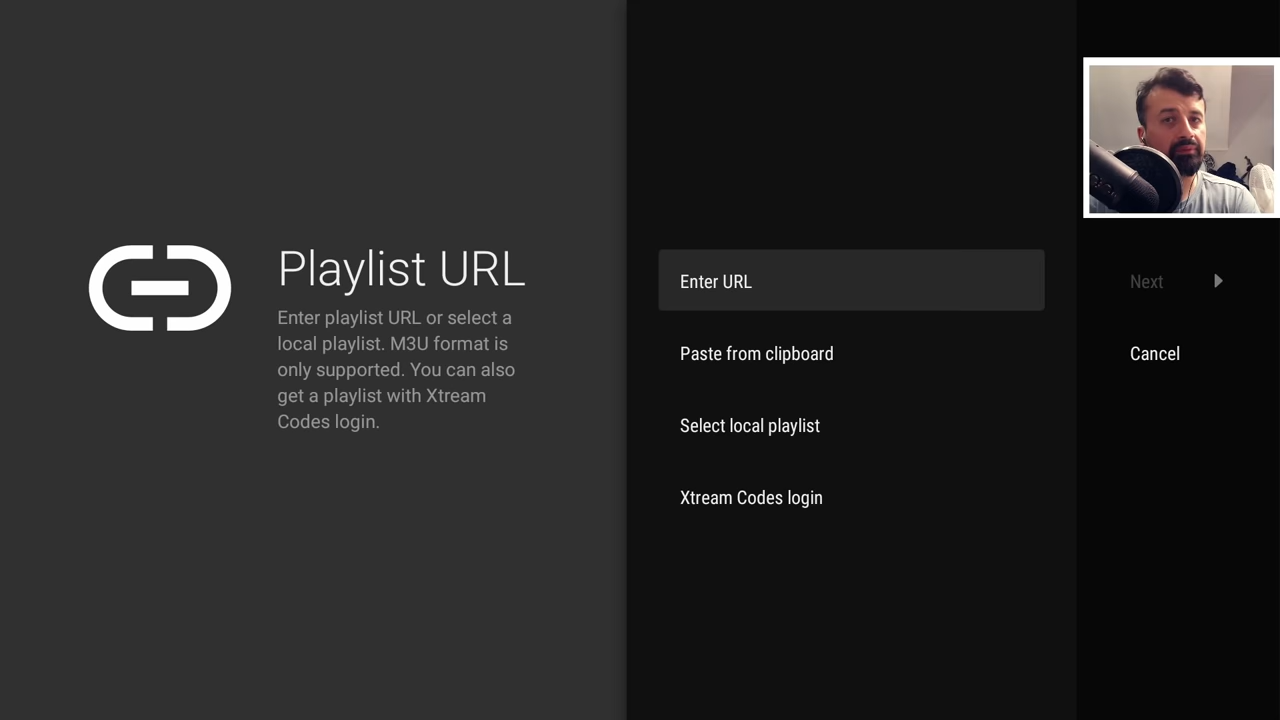 Playlist URL
Enter playlist URL or select a
local playlist. M3U format is
only supported. You can also
get a playlist with Xtream
Codes login.
Enter URL
Paste from clipboard
Select local playlist
Xtream Codes login
Next
Cancel